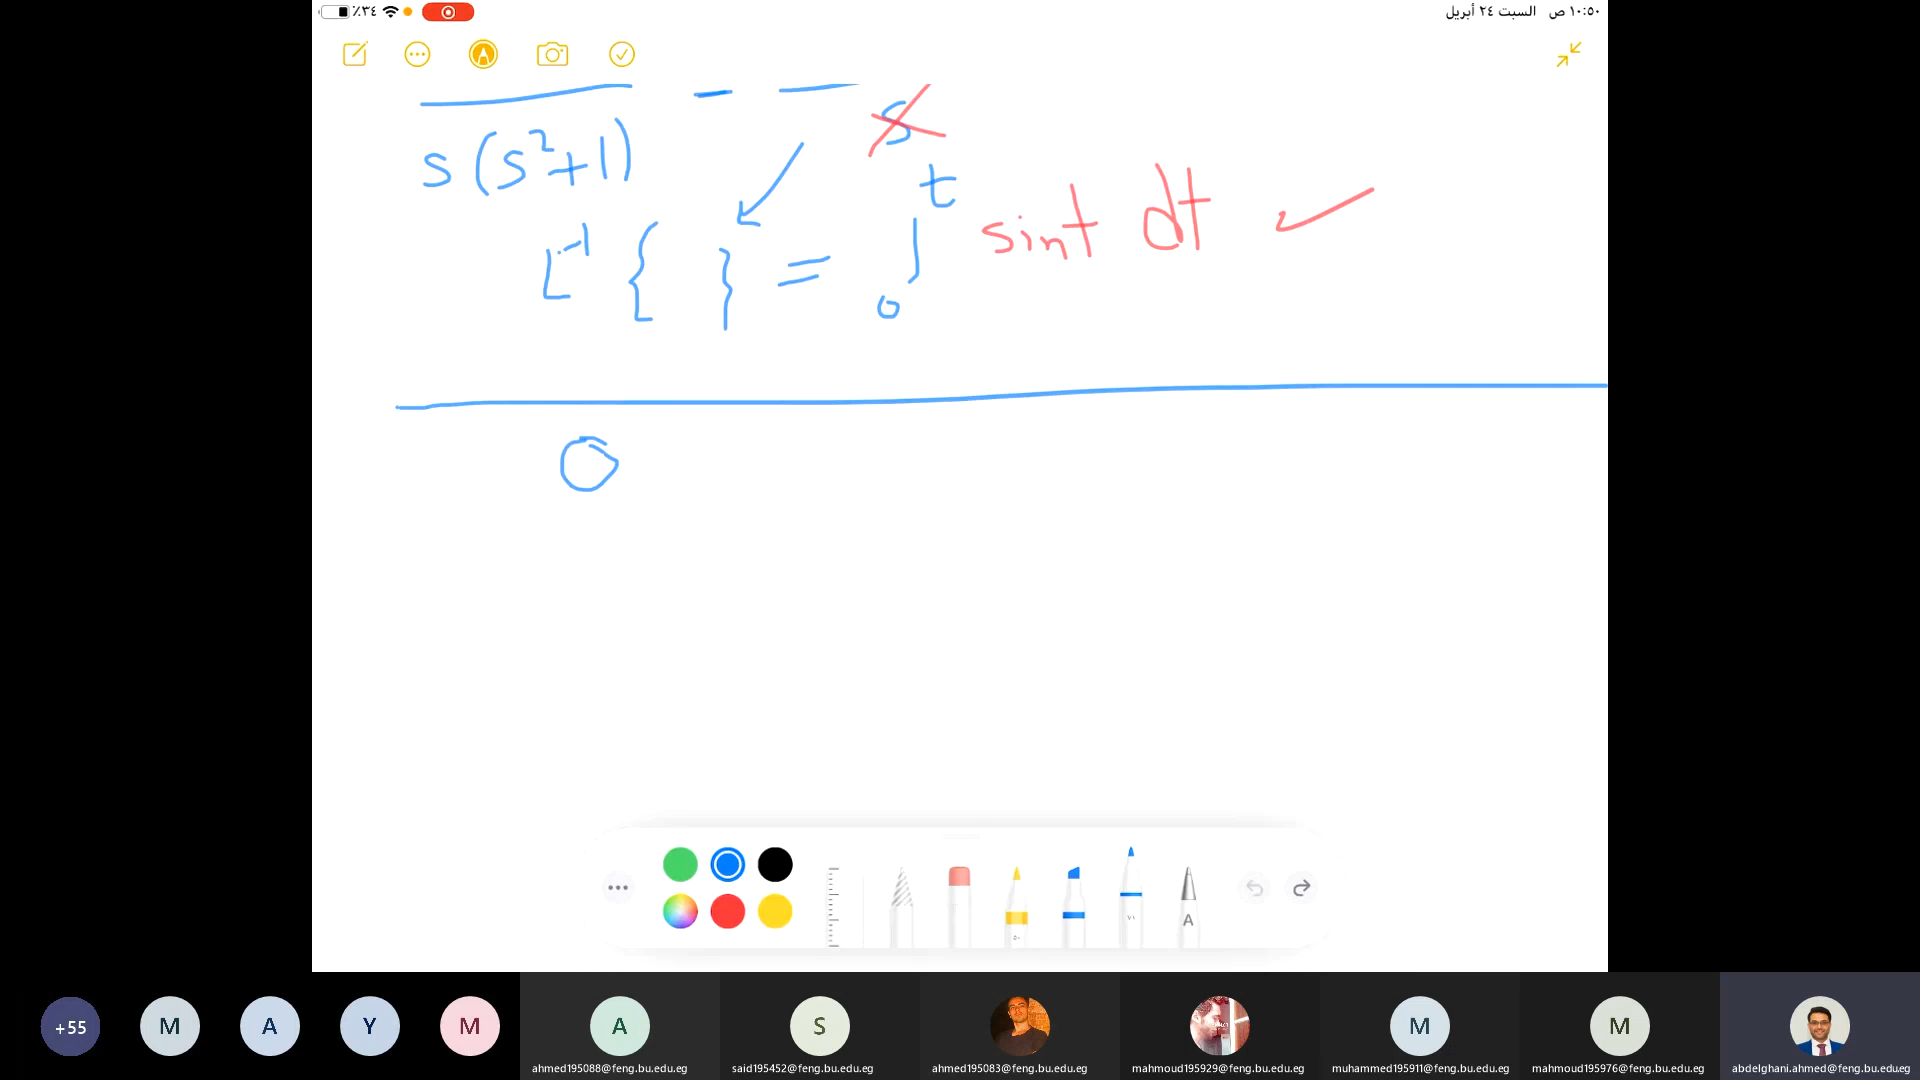 ٪٣٤
١٠:٥٠ ص السبت ٢٤ أبريل
s
s(s²+1)
L⁻¹{ } = ∫₀ᵗ sint dt ✓
O
A
+55
M
A
Y
M
A
S
M
M
ahmed195088@feng.bu.edu.eg
said195452@feng.bu.edu.eg
ahmed195083@feng.bu.edu.eg
mahmoud195929@feng.bu.edu.eg
muhammed195911@feng.bu.edu.eg
mahmoud195976@feng.bu.edu.eg
abdelghani.ahmed@feng.bu.edu.eg